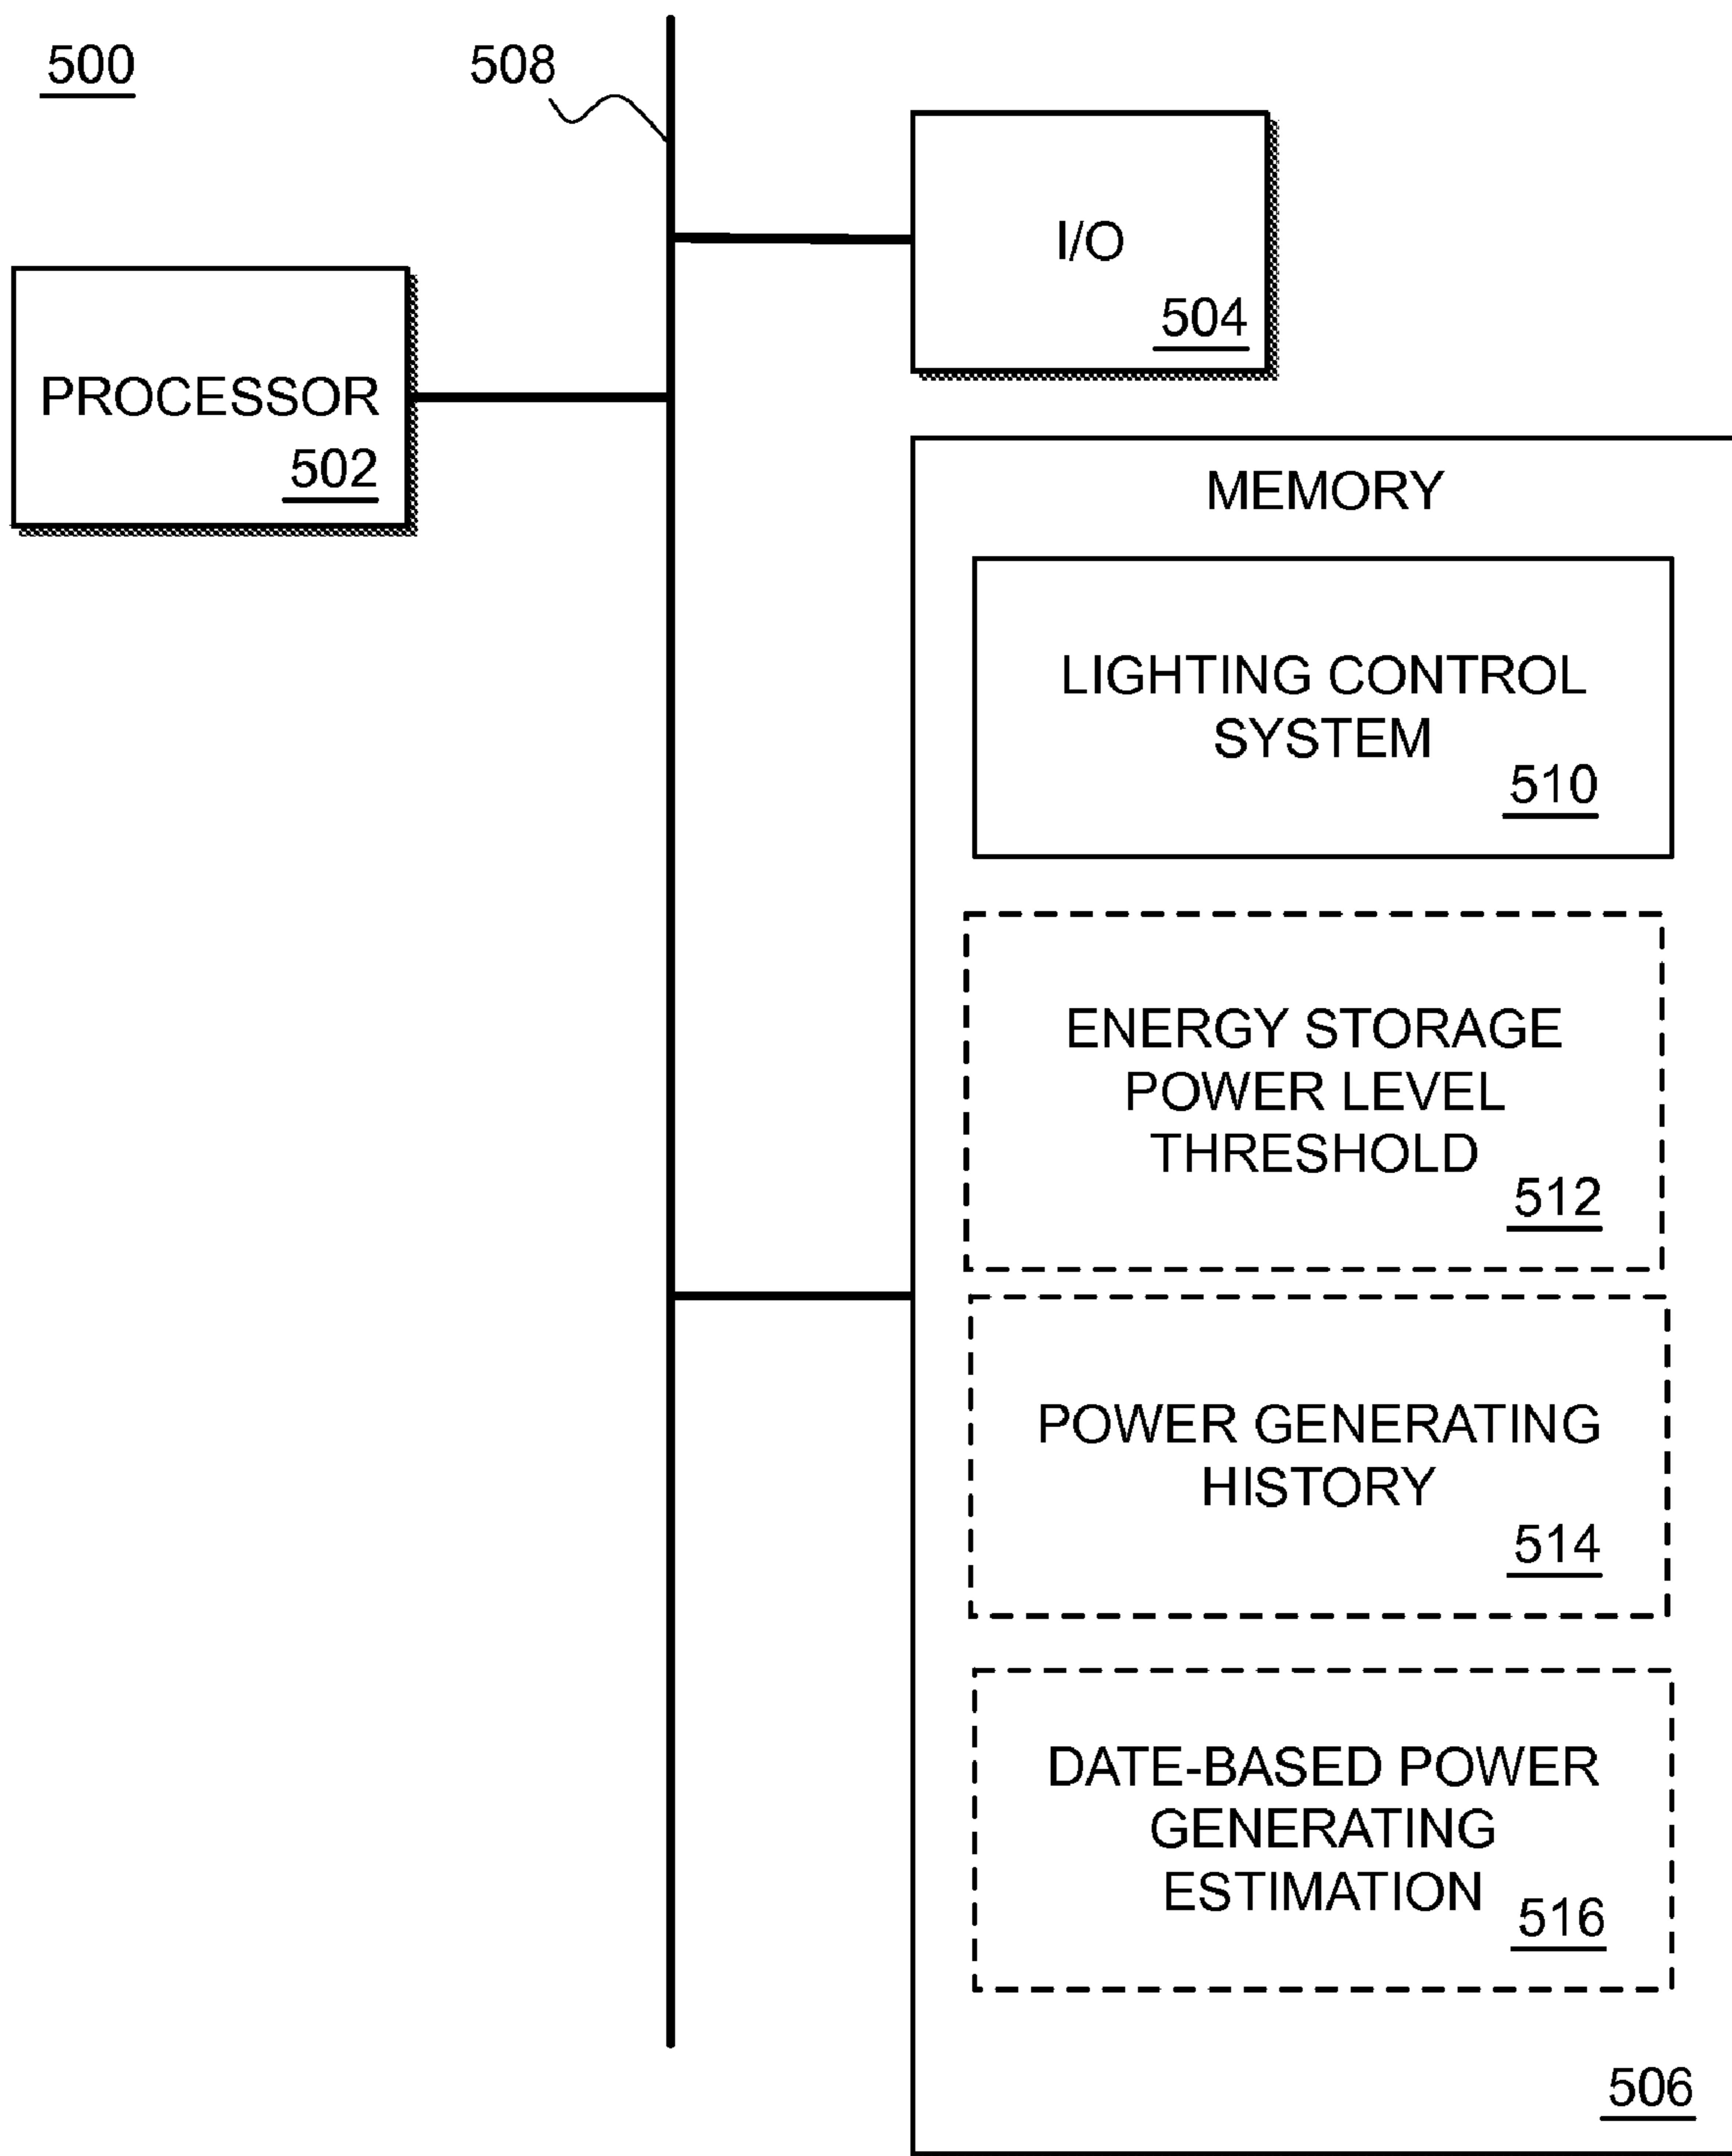 500
508
I/O
504
PROCESSOR
502
MEMORY
LIGHTING CONTROL
SYSTEM
510
ENERGY STORAGE
POWER LEVEL
THRESHOLD
512
POWER GENERATING
HISTORY
514
DATE-BASED POWER
GENERATING
ESTIMATION
516
506